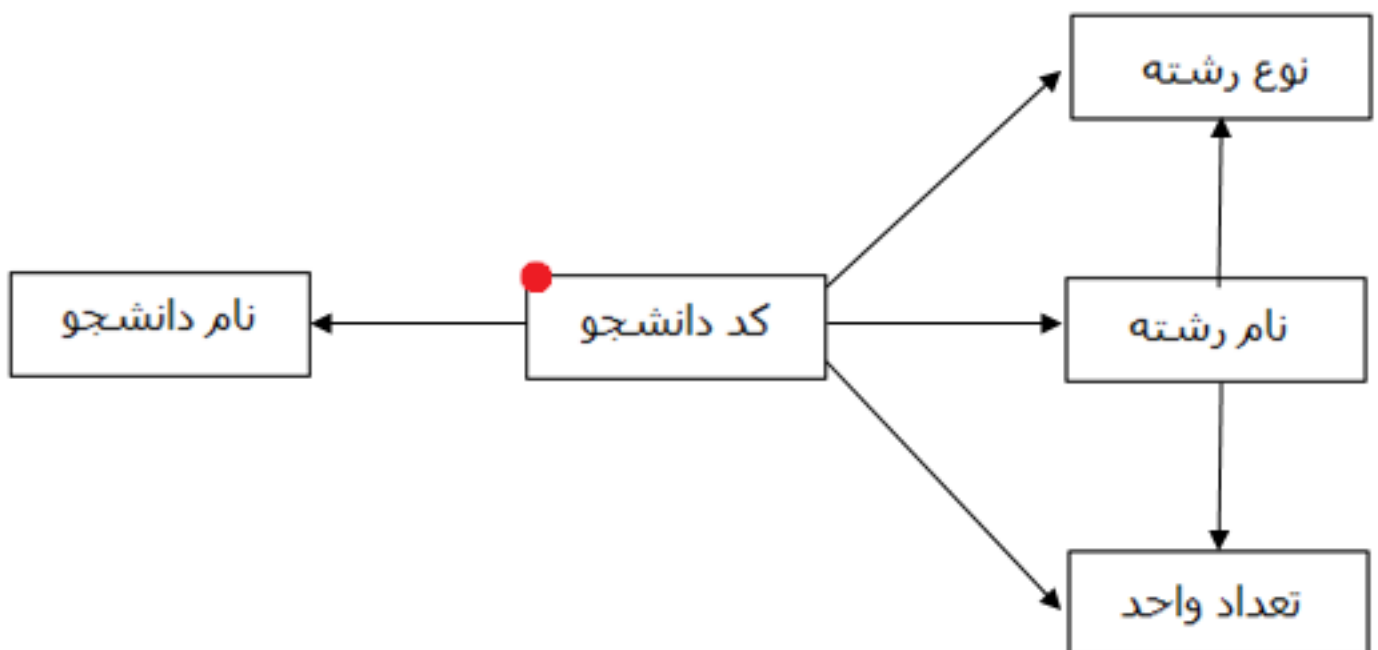 نوع رشته
نام دانشجو
کد دانشجو
نام رشته
تعداد واحد